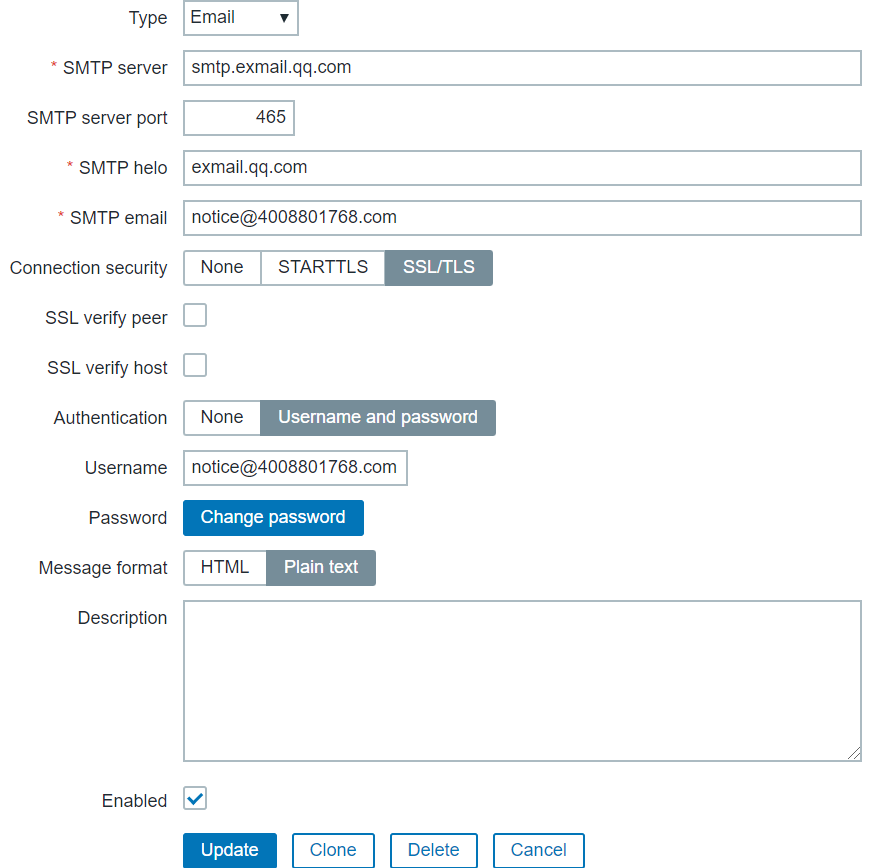 Type Email
* SMTP server smtp.exmail.qq.com
SMTP server port 465
* SMTP helo exmail.qq.com
* SMTP email notice@4008801768.com
Connection security None STARTTLS SSL/TLS
SSL verify peer
SSL verify host
Authentication None Username and password
Username notice@4008801768.com
Password Change password
Message format HTML Plain text
Description
Enabled
Update Clone Delete Cancel